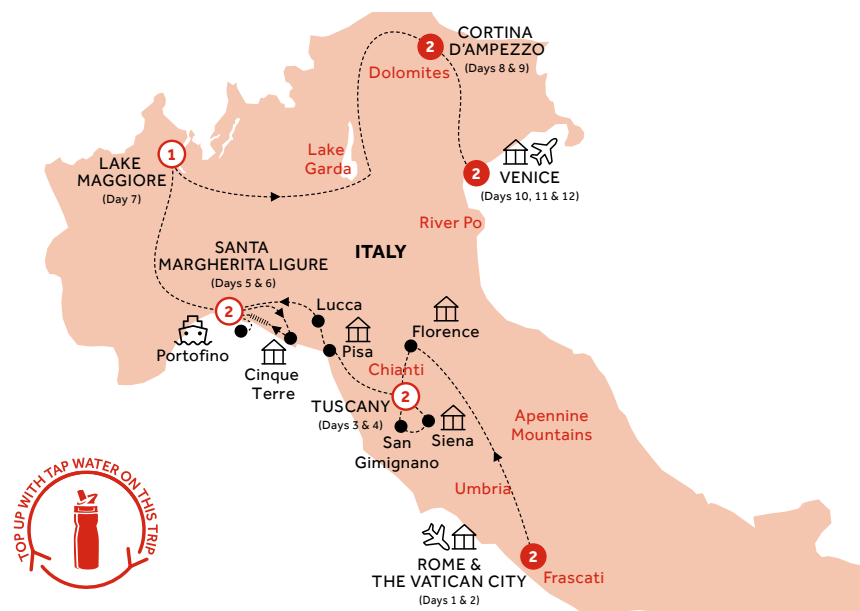 CORTINA
D'AMPEZZO
(Days 8 & 9)
2
Dolomites
1
LAKE
MAGGIORE
(Day 7)
Lake
Garda
2
VENICE
(Days 10, 11 & 12)
River Po
ITALY
SANTA
MARGHERITA LIGURE
(Days 5 & 6)
2
Portofino
Cinque
Terre
Lucca
Pisa
Florence
Chianti
2
TUSCANY
(Days 3 & 4)
San
Gimignano
Siena
Apennine
Mountains
Umbria
2
ROME &
THE VATICAN CITY
(Days 1 & 2)
Frascati
TOP UP WITH TAP WATER ON THIS TRIP